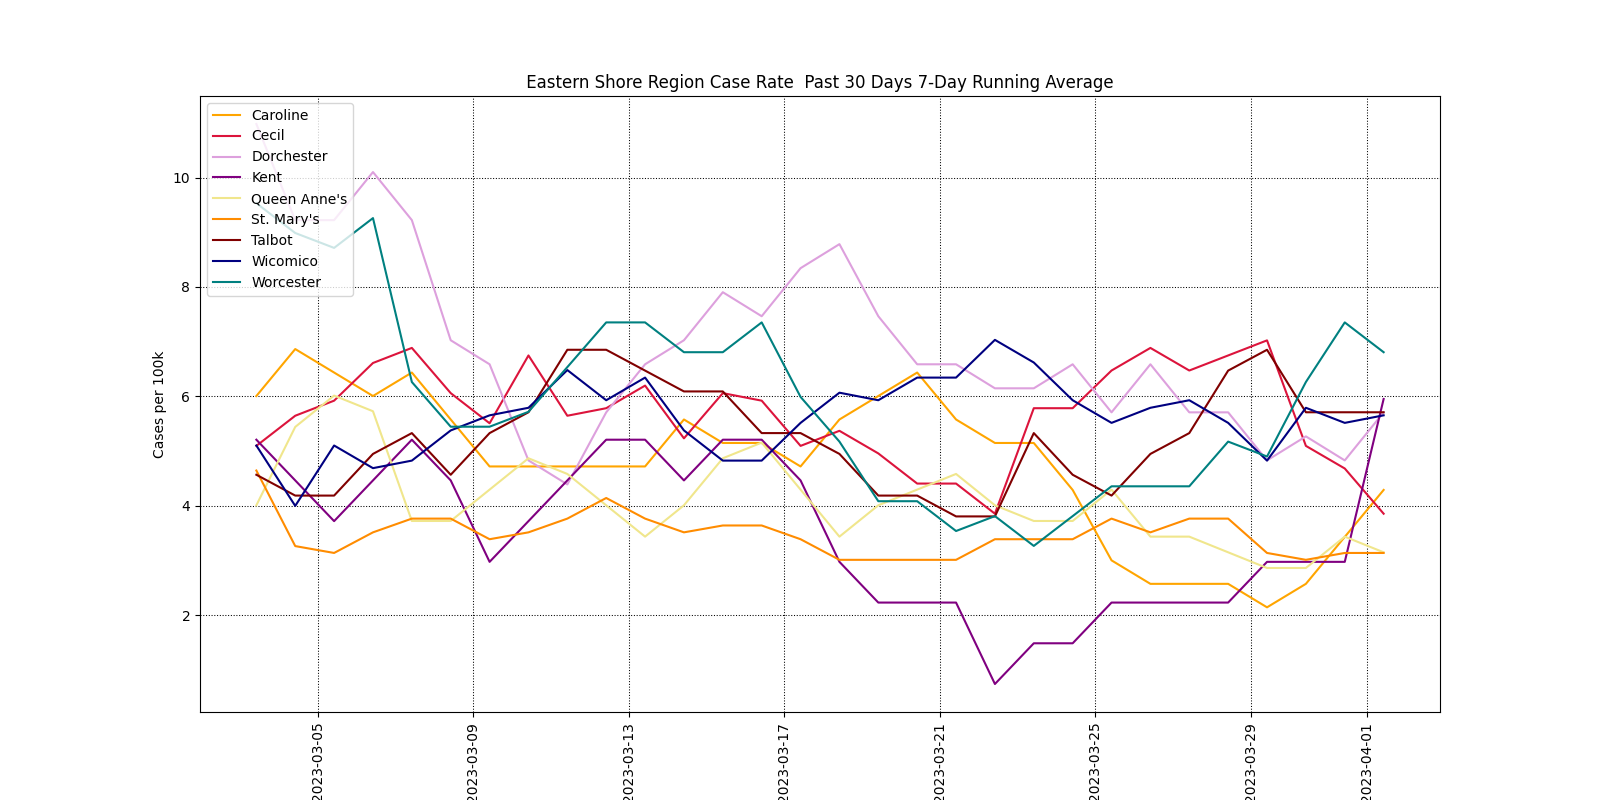 Eastern Shore Region Case Rate  Past 30 Days 7-Day Running Average
Caroline
Cecil
Dorchester
Kent
Queen Anne's
St. Mary's
Talbot
Wicomico
Worcester
Cases per 100k
10
8
6
4
2
2023-03-05
2023-03-09
2023-03-13
2023-03-17
2023-03-21
2023-03-25
2023-03-29
2023-04-01